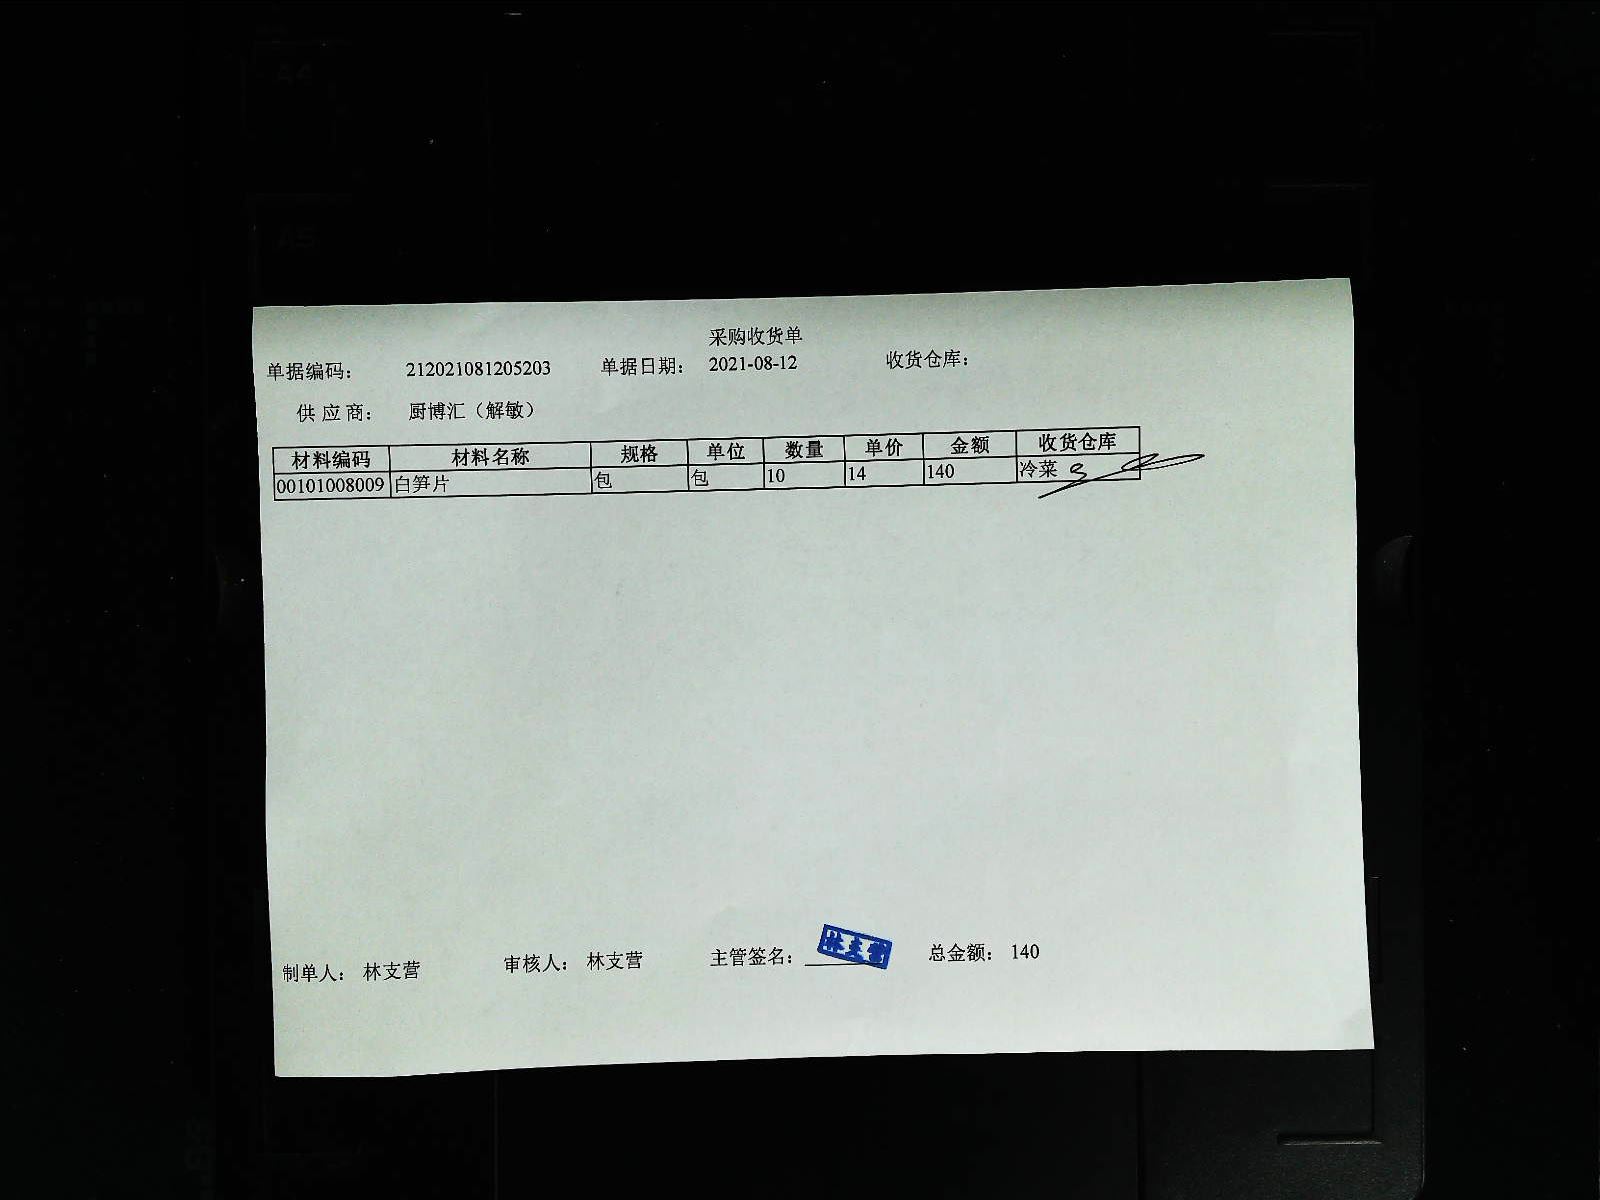 采购收货单
单据编码： 212021081205203 单据日期： 2021-08-12 收货仓库：
供应商： 厨博汇（解敏）
材料编码 材料名称 规格 单位 数量 单价 金额 收货仓库
00101008009 白笋片 包 包 10 14 140 冷菜
制单人： 林支营 审核人： 林支营 主管签名： 林支营 总金额： 140